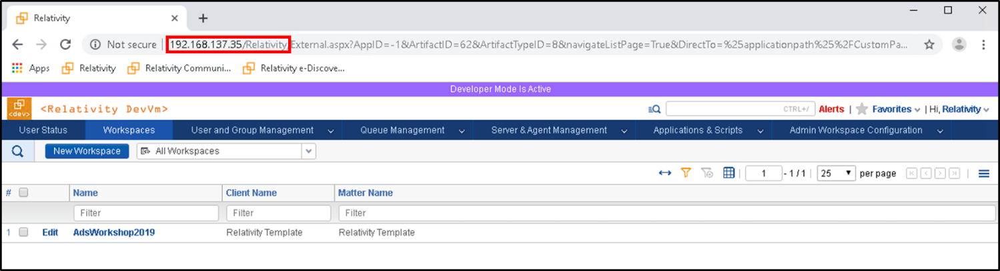 Relativity
Not secure | 192.168.137.35/Relativity/External.aspx?AppID=-1&ArtifactID=62&ArtifactTypeID=8&navigateListPage=True&DirectTo=%25applicationpath%25%2FCustomPa...
Apps Relativity Relativity Communi... Relativity e-Discove...
Developer Mode Is Active
<dev> <Relativity DevVm> CTRL+/ Alerts | Favorites | Hi, Relativity
User Status Workspaces User and Group Management Queue Management Server & Agent Management Applications & Scripts Admin Workspace Configuration
New Workspace All Workspaces
1 - 1 / 1 | 25 per page
# Name Client Name Matter Name
Filter Filter Filter
1 Edit AdsWorkshop2019 Relativity Template Relativity Template